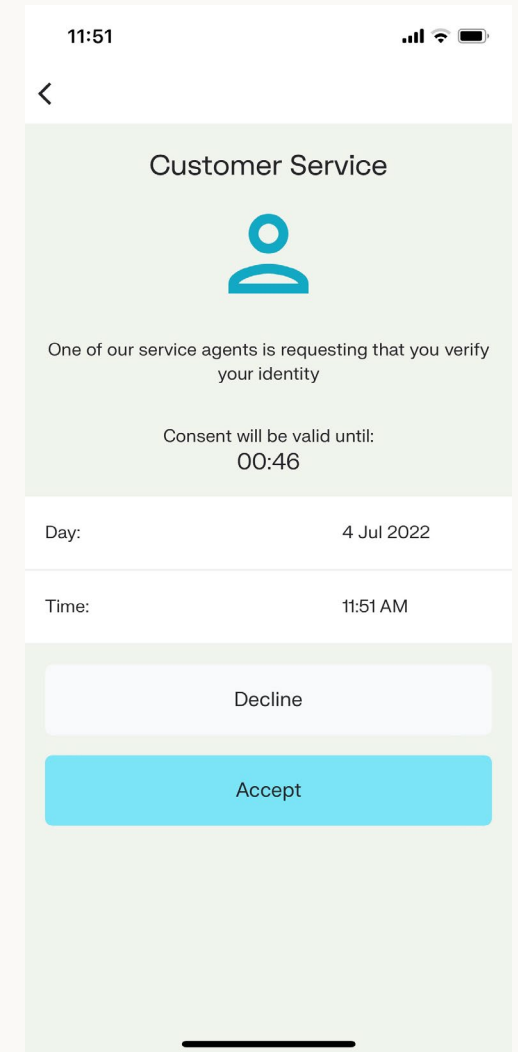 11:51
Customer Service
One of our service agents is requesting that you verify
your identity
Consent will be valid until:
00:46
Day: 4 Jul 2022
Time: 11:51 AM
Decline
Accept